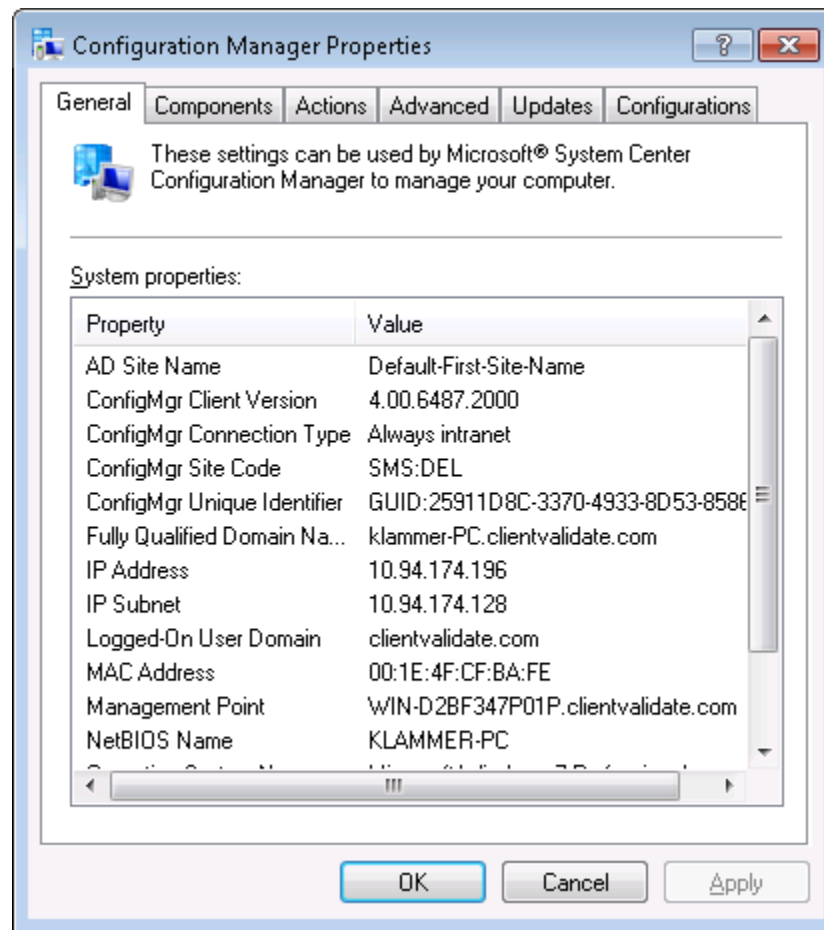 Configuration Manager Properties
General Components Actions Advanced Updates Configurations
These settings can be used by Microsoft® System Center
Configuration Manager to manage your computer.
System properties:
Property Value
AD Site Name Default-First-Site-Name
ConfigMgr Client Version 4.00.6487.2000
ConfigMgr Connection Type Always intranet
ConfigMgr Site Code SMS:DEL
ConfigMgr Unique Identifier GUID:25911D8C-3370-4933-8D53-858
Fully Qualified Domain Na... klammer-PC.clientvalidate.com
IP Address 10.94.174.196
IP Subnet 10.94.174.128
Logged-On User Domain clientvalidate.com
MAC Address 00:1E:4F:CF:BA:FE
Management Point WIN-D2BF347P01P.clientvalidate.com
NetBIOS Name KLAMMER-PC
OK Cancel Apply